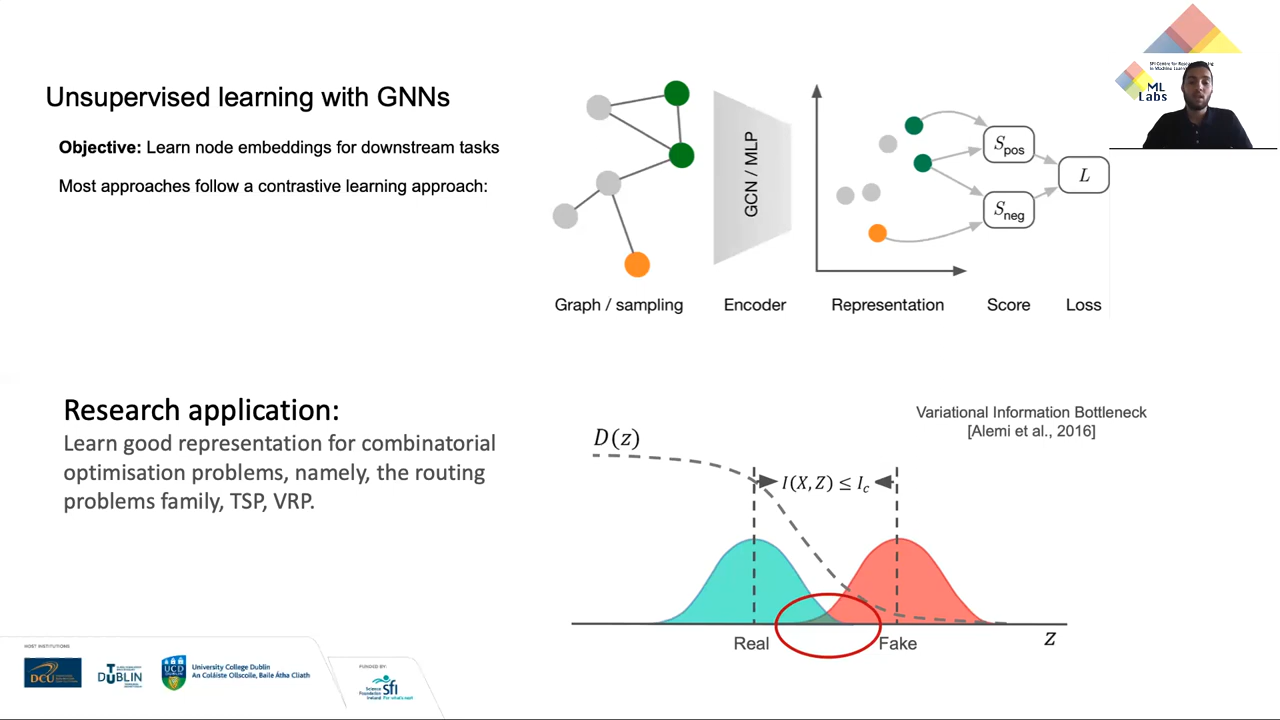 Unsupervised learning with GNNs
Objective: Learn node embeddings for downstream tasks
Most approaches follow a contrastive learning approach:
GCN / MLP
S_pos
S_neg
L
Graph / sampling
Encoder
Representation
Score
Loss
ML
Labs
Research application:
Learn good representation for combinatorial
optimisation problems, namely, the routing
problems family, TSP, VRP.
Variational Information Bottleneck
[Alemi et al., 2016]
D(z)
I(X, Z) ≤ I_c
Real
Fake
z
HOST INSTITUTIONS
DCU
DUBLIN
UCD
DUBLIN
University College Dublin
An Coláiste Ollscoile, Baile Átha Cliath
FUNDED BY:
Science
Foundation
Ireland
sfi
For what's next